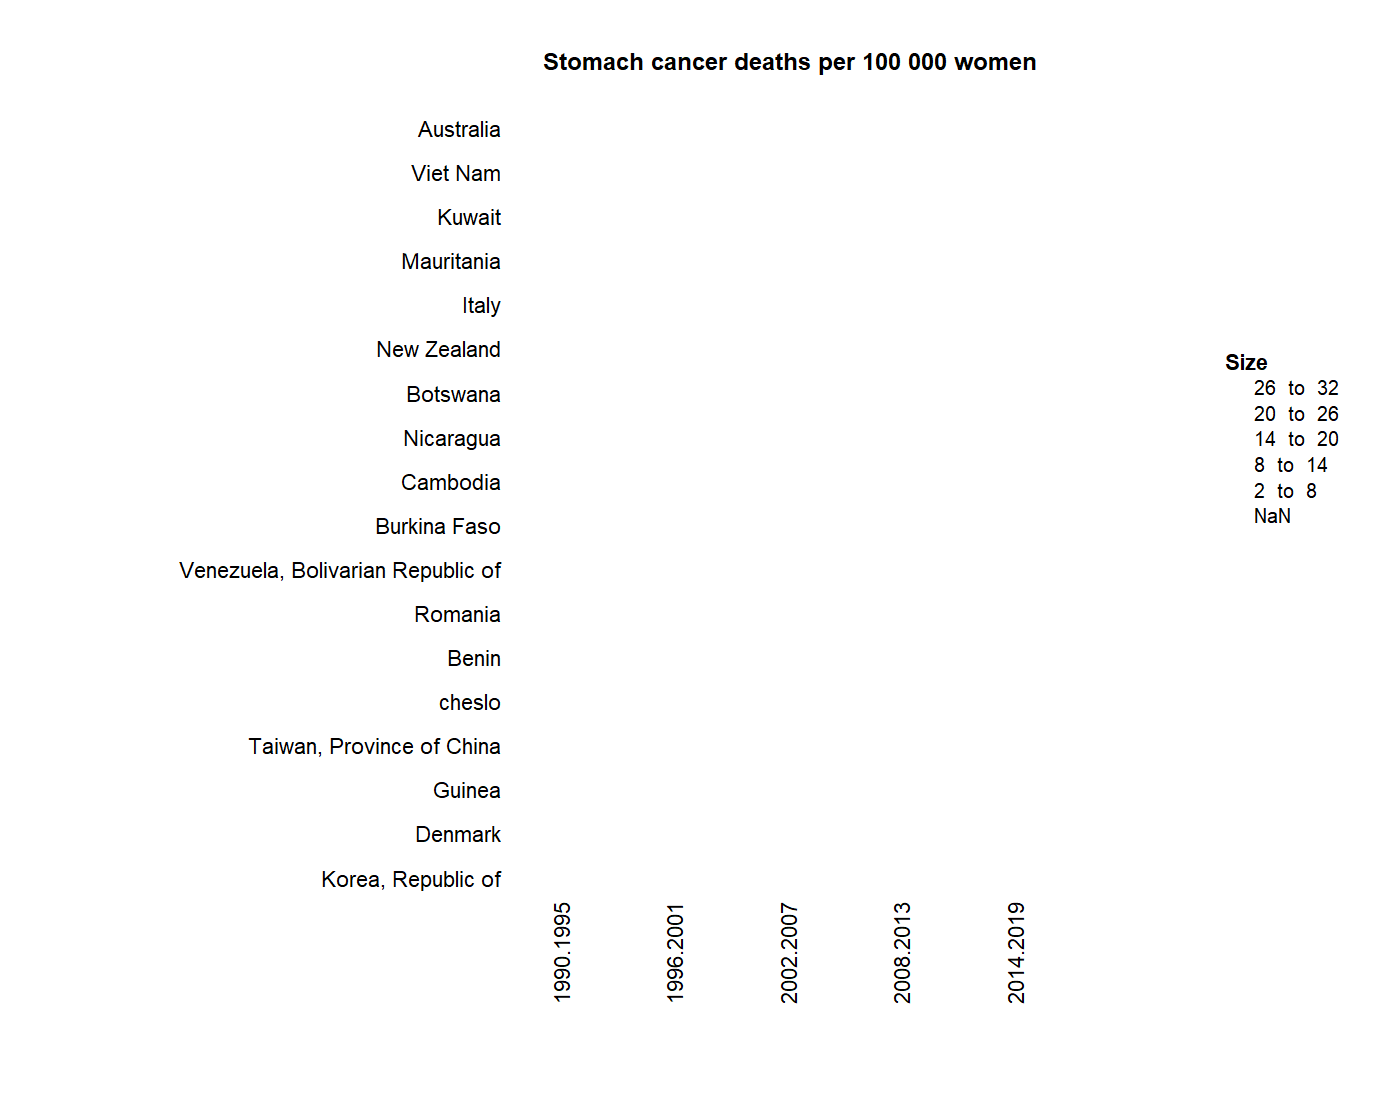 Stomach cancer deaths per 100 000 women
Australia
Viet Nam
Kuwait
Mauritania
Italy
New Zealand
Botswana
Nicaragua
Cambodia
Burkina Faso
Venezuela, Bolivarian Republic of
Romania
Benin
cheslo
Taiwan, Province of China
Guinea
Denmark
Korea, Republic of
1990.1995
1996.2001
2002.2007
2008.2013
2014.2019
Size
26 to 32
20 to 26
14 to 20
8 to 14
2 to 8
NaN